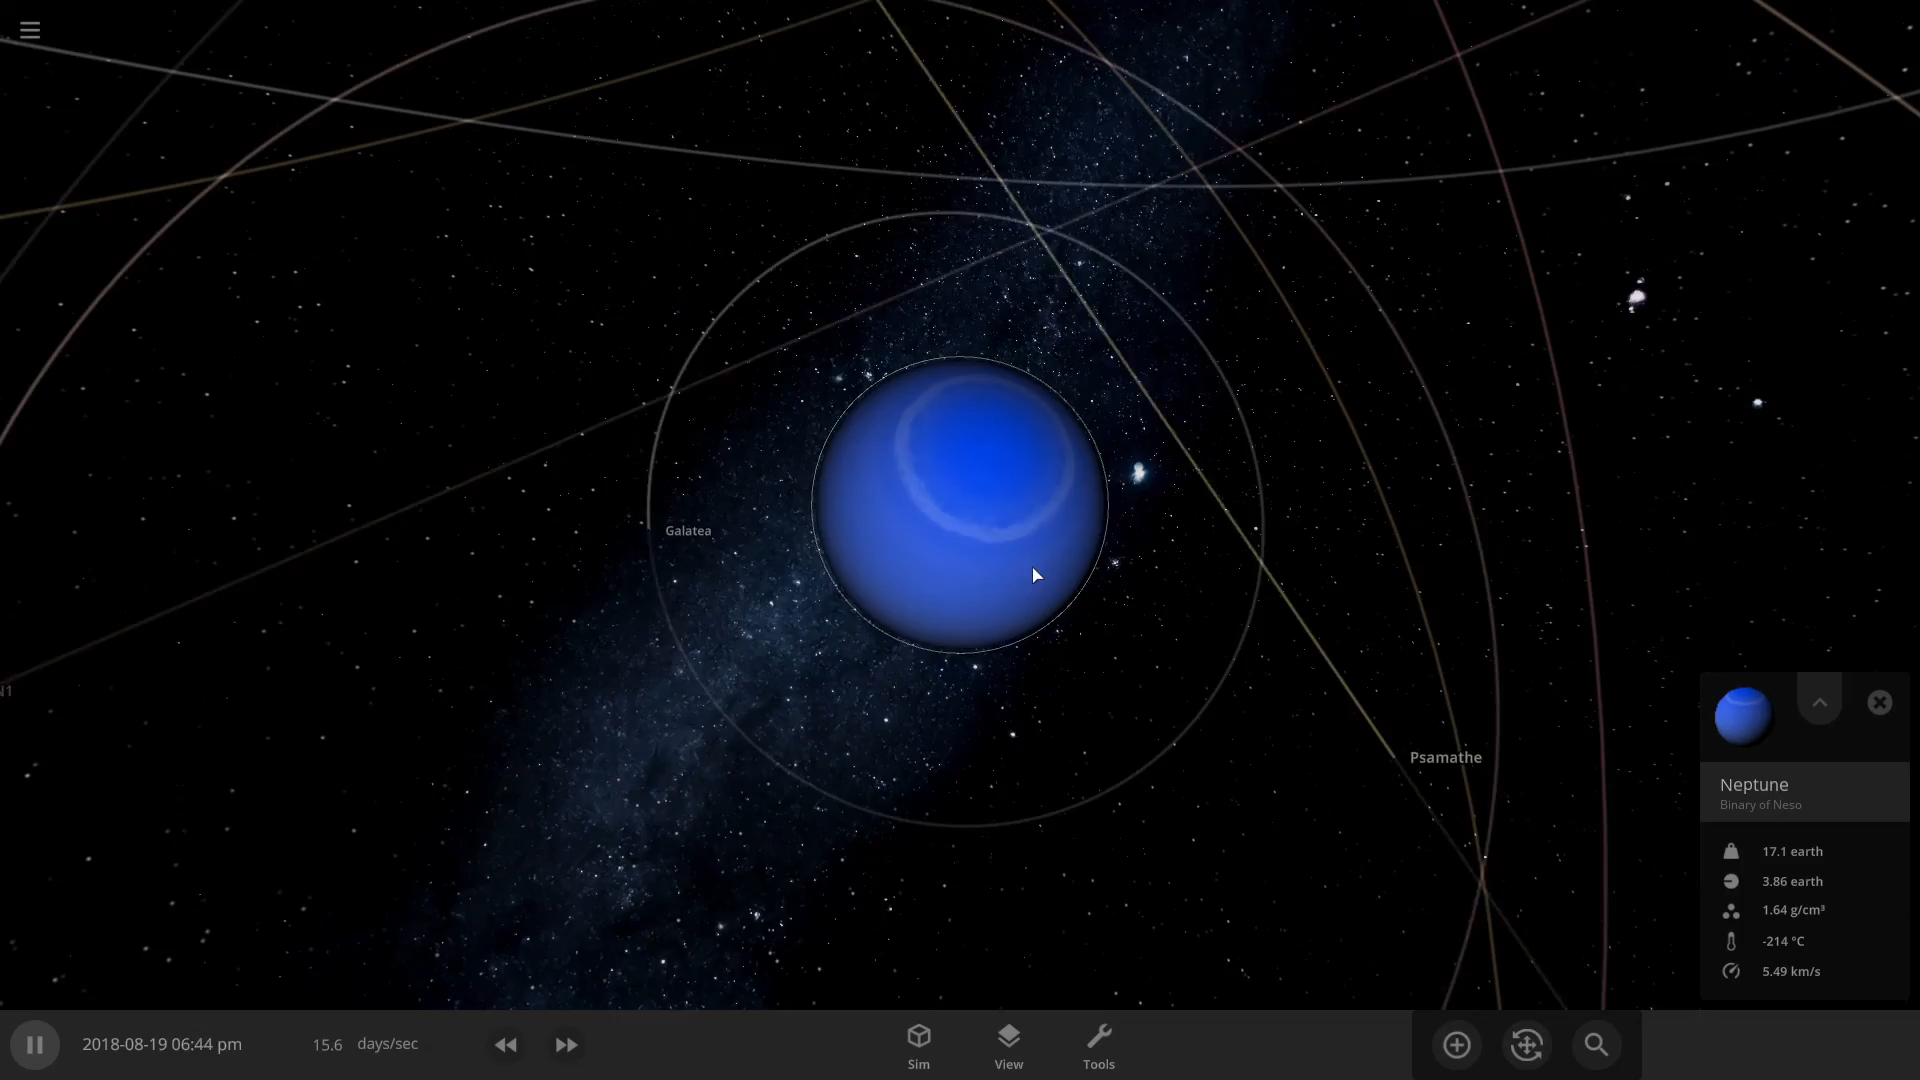 Galatea
Psamathe
Neptune
Binary of Neso
17.1 earth
3.86 earth
1.64 g/cm³
-214 °C
5.49 km/s
2018-08-19 06:44 pm
15.6 days/sec
Sim
View
Tools